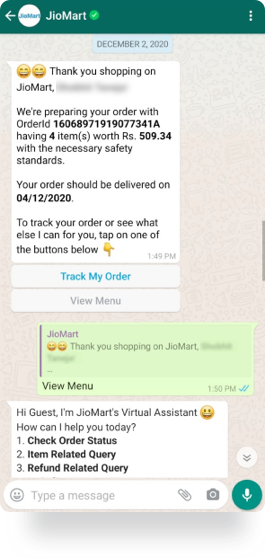 JioMart
JioMart
DECEMBER 2, 2020
😄😄 Thank you shopping on
JioMart,
We're preparing your order with
OrderId 16068971919077341A
having 4 item(s) worth Rs. 509.34
with the necessary safety
standards.
Your order should be delivered on
04/12/2020.
To track your order or see what
else I can for you, tap on one of
the buttons below 👇
1:49 PM
Track My Order
View Menu
JioMart
😄😄 Thank you shopping on JioMart,
...
View Menu
1:50 PM
Hi Guest, I'm JioMart's Virtual Assistant 😃
How can I help you today?
1. Check Order Status
2. Item Related Query
3. Refund Related Query
Type a message